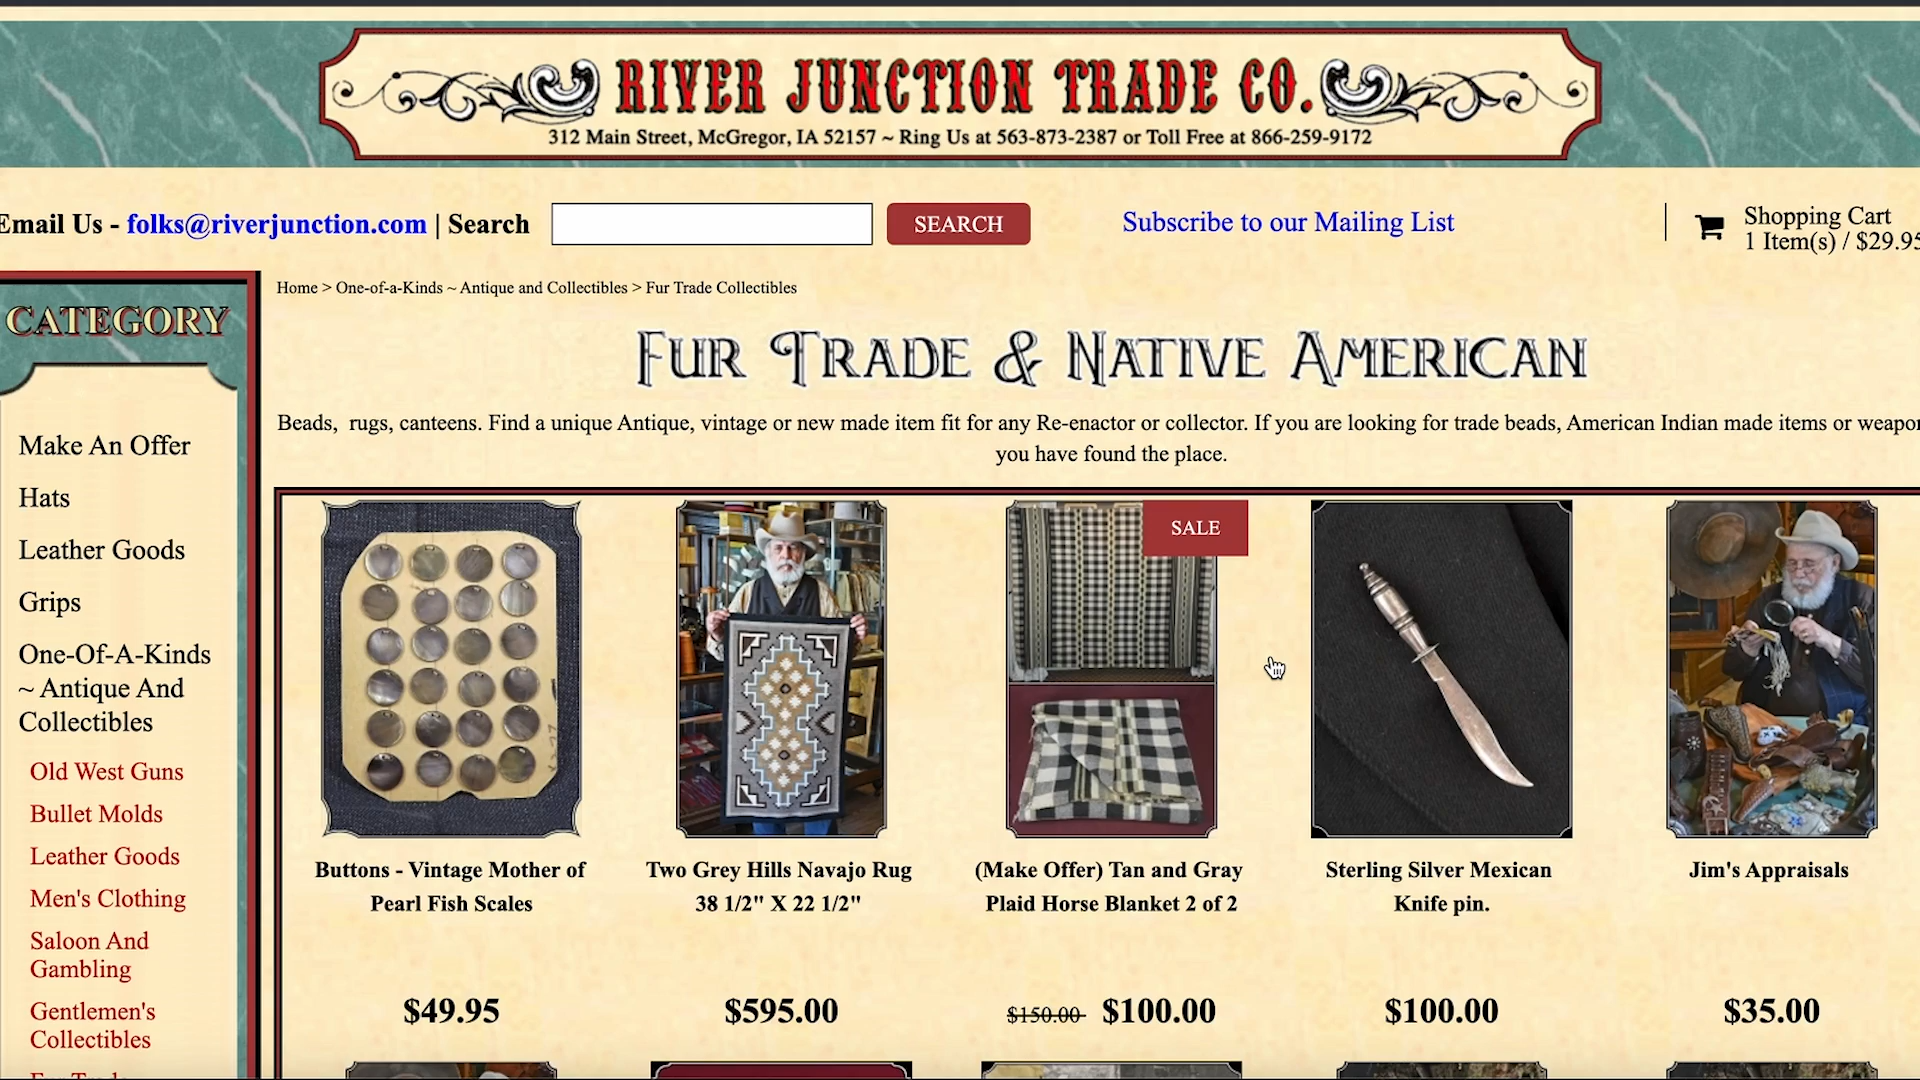 RIVER JUNCTION TRADE CO.
312 Main Street, McGregor, IA 52157 ~ Ring Us at 563-873-2387 or Toll Free at 866-259-9172
Email Us - folks@riverjunction.com | Search
SEARCH
Subscribe to our Mailing List
Shopping Cart
1 Item(s) / $29.95
CATEGORY
Make An Offer
Hats
Leather Goods
Grips
One-Of-A-Kinds
~ Antique And
Collectibles
Old West Guns
Bullet Molds
Leather Goods
Men's Clothing
Saloon And
Gambling
Gentlemen's
Collectibles
Fur Trade
Home > One-of-a-Kinds ~ Antique and Collectibles > Fur Trade Collectibles
FUR TRADE & NATIVE AMERICAN
Beads, rugs, canteens. Find a unique Antique, vintage or new made item fit for any Re-enactor or collector. If you are looking for trade beads, American Indian made items or weapon
you have found the place.
SALE
Buttons - Vintage Mother of
Pearl Fish Scales
$49.95
Two Grey Hills Navajo Rug
38 1/2" X 22 1/2"
$595.00
(Make Offer) Tan and Gray
Plaid Horse Blanket 2 of 2
$150.00 $100.00
Sterling Silver Mexican
Knife pin.
$100.00
Jim's Appraisals
$35.00